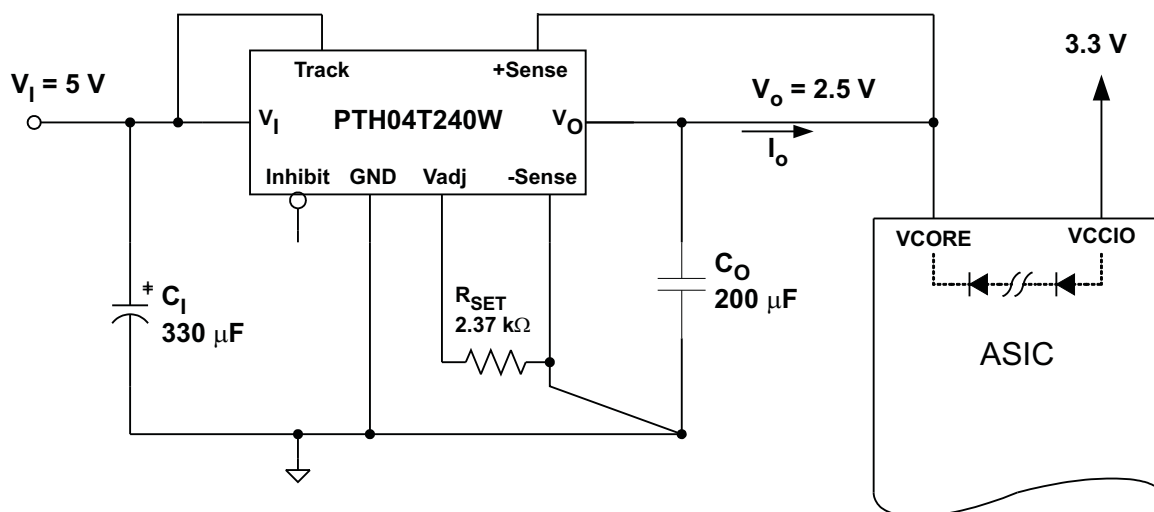 3.3 V
Track
+Sense
V_I = 5 V
V_o = 2.5 V
V_I
PTH04T240W
V_O
I_o
Inhibit
GND
Vadj
-Sense
VCORE
VCCIO
‡ C_I
330 μF
R_SET
2.37 kΩ
C_O
200 μF
ASIC